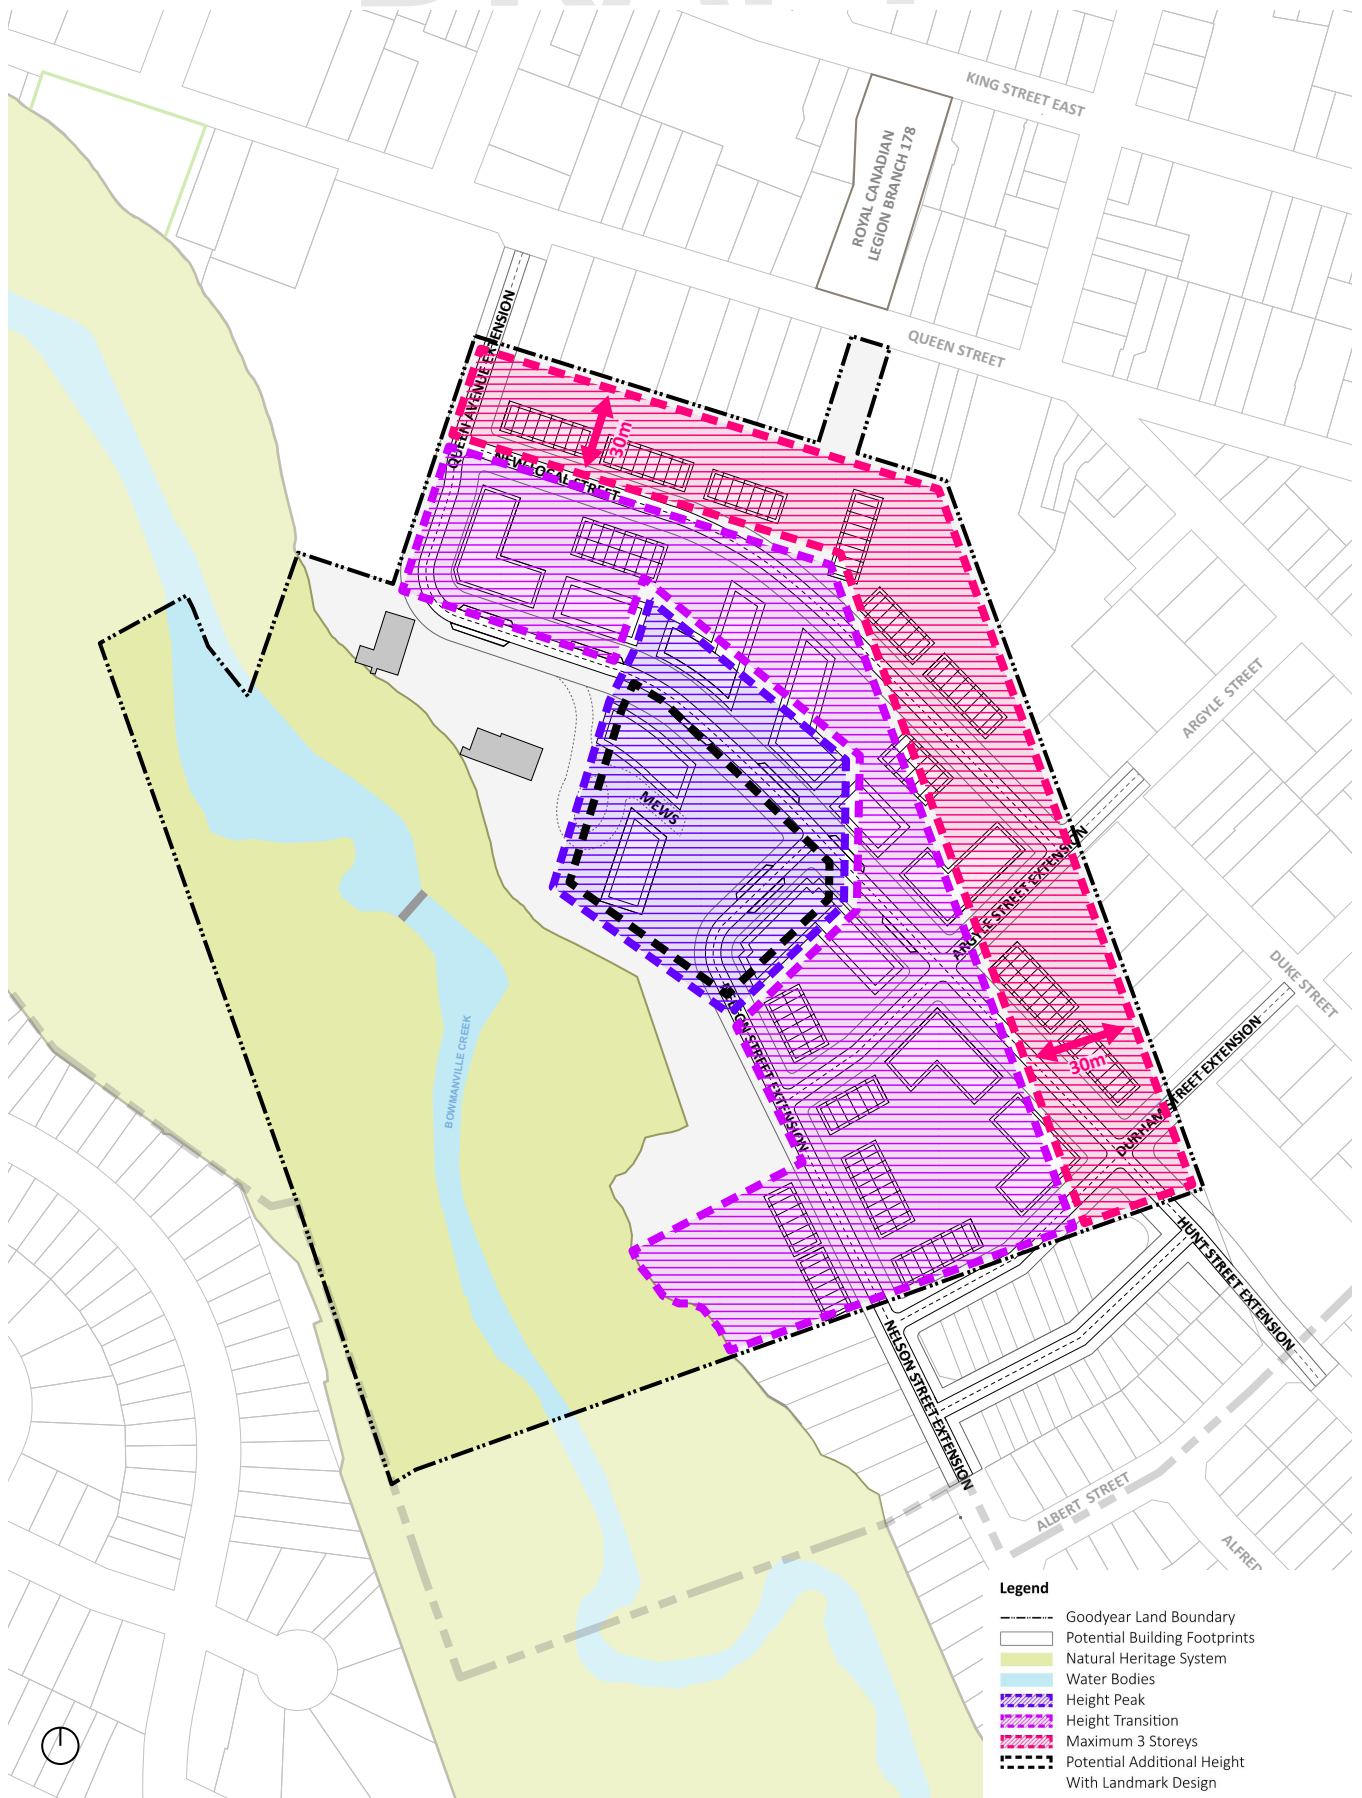 KING STREET EAST
ROYAL CANADIAN
LEGION BRANCH 178
QUEEN STREET
QUEEN AVENUE EXTENSION
30m
NEW LOCAL STREET
ARGYLE STREET
MEWS
ARGYLE STREET EXTENSION
DUKE STREET
NELSON STREET EXTENSION
30m
BOWMANVILLE CREEK
DURHAM STREET EXTENSION
HUNT STREET EXTENSION
NELSON STREET EXTENSION
ALBERT STREET
ALFRED
Legend
Goodyear Land Boundary
Potential Building Footprints
Natural Heritage System
Water Bodies
Height Peak
Height Transition
Maximum 3 Storeys
Potential Additional Height
With Landmark Design